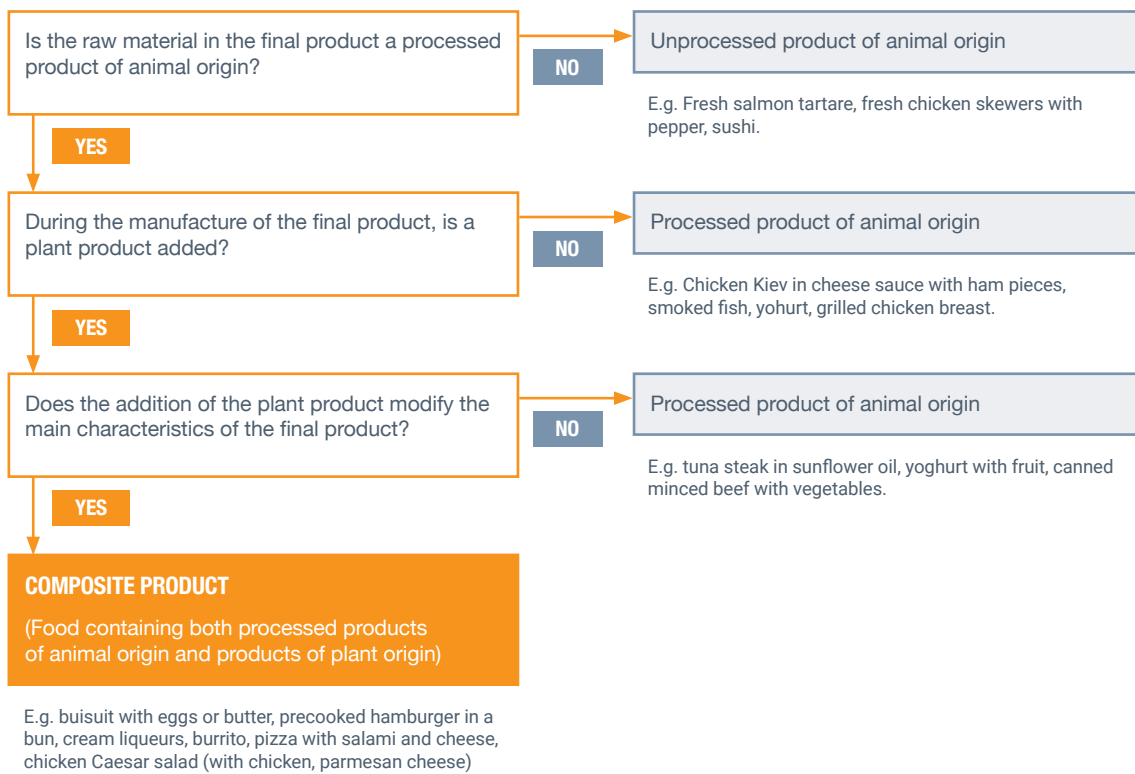 Is the raw material in the final product a processed
product of animal origin?
NO
Unprocessed product of animal origin
E.g. Fresh salmon tartare, fresh chicken skewers with
pepper, sushi.
YES
During the manufacture of the final product, is a
plant product added?
NO
Processed product of animal origin
E.g. Chicken Kiev in cheese sauce with ham pieces,
smoked fish, yohurt, grilled chicken breast.
YES
Does the addition of the plant product modify the
main characteristics of the final product?
NO
Processed product of animal origin
E.g. tuna steak in sunflower oil, yoghurt with fruit, canned
minced beef with vegetables.
YES
COMPOSITE PRODUCT
(Food containing both processed products
of animal origin and products of plant origin)
E.g. buisuit with eggs or butter, precooked hamburger in a
bun, cream liqueurs, burrito, pizza with salami and cheese,
chicken Caesar salad (with chicken, parmesan cheese)